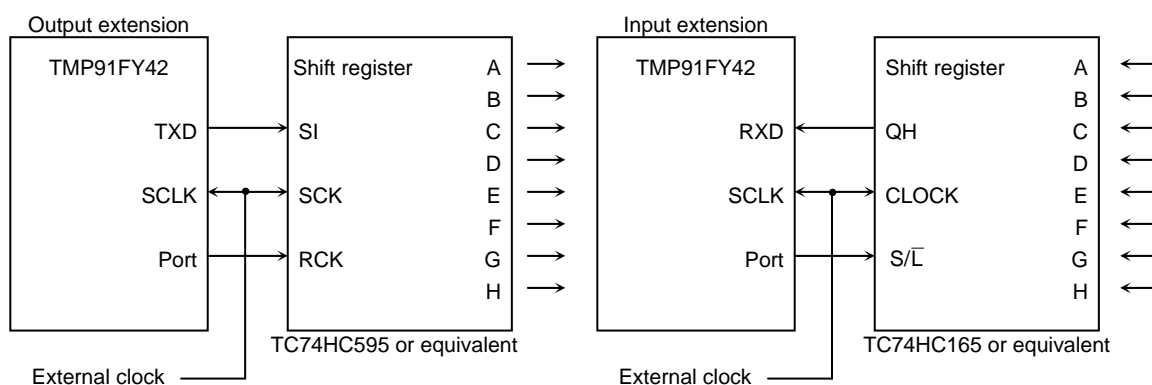 Output extension
TMP91FY42
TXD
SCLK
Port
Shift register
SI
SCK
RCK
A
B
C
D
E
F
G
H
TC74HC595 or equivalent
External clock
Input extension
TMP91FY42
RXD
SCLK
Port
Shift register
QH
CLOCK
S/L̅
A
B
C
D
E
F
G
H
TC74HC165 or equivalent
External clock